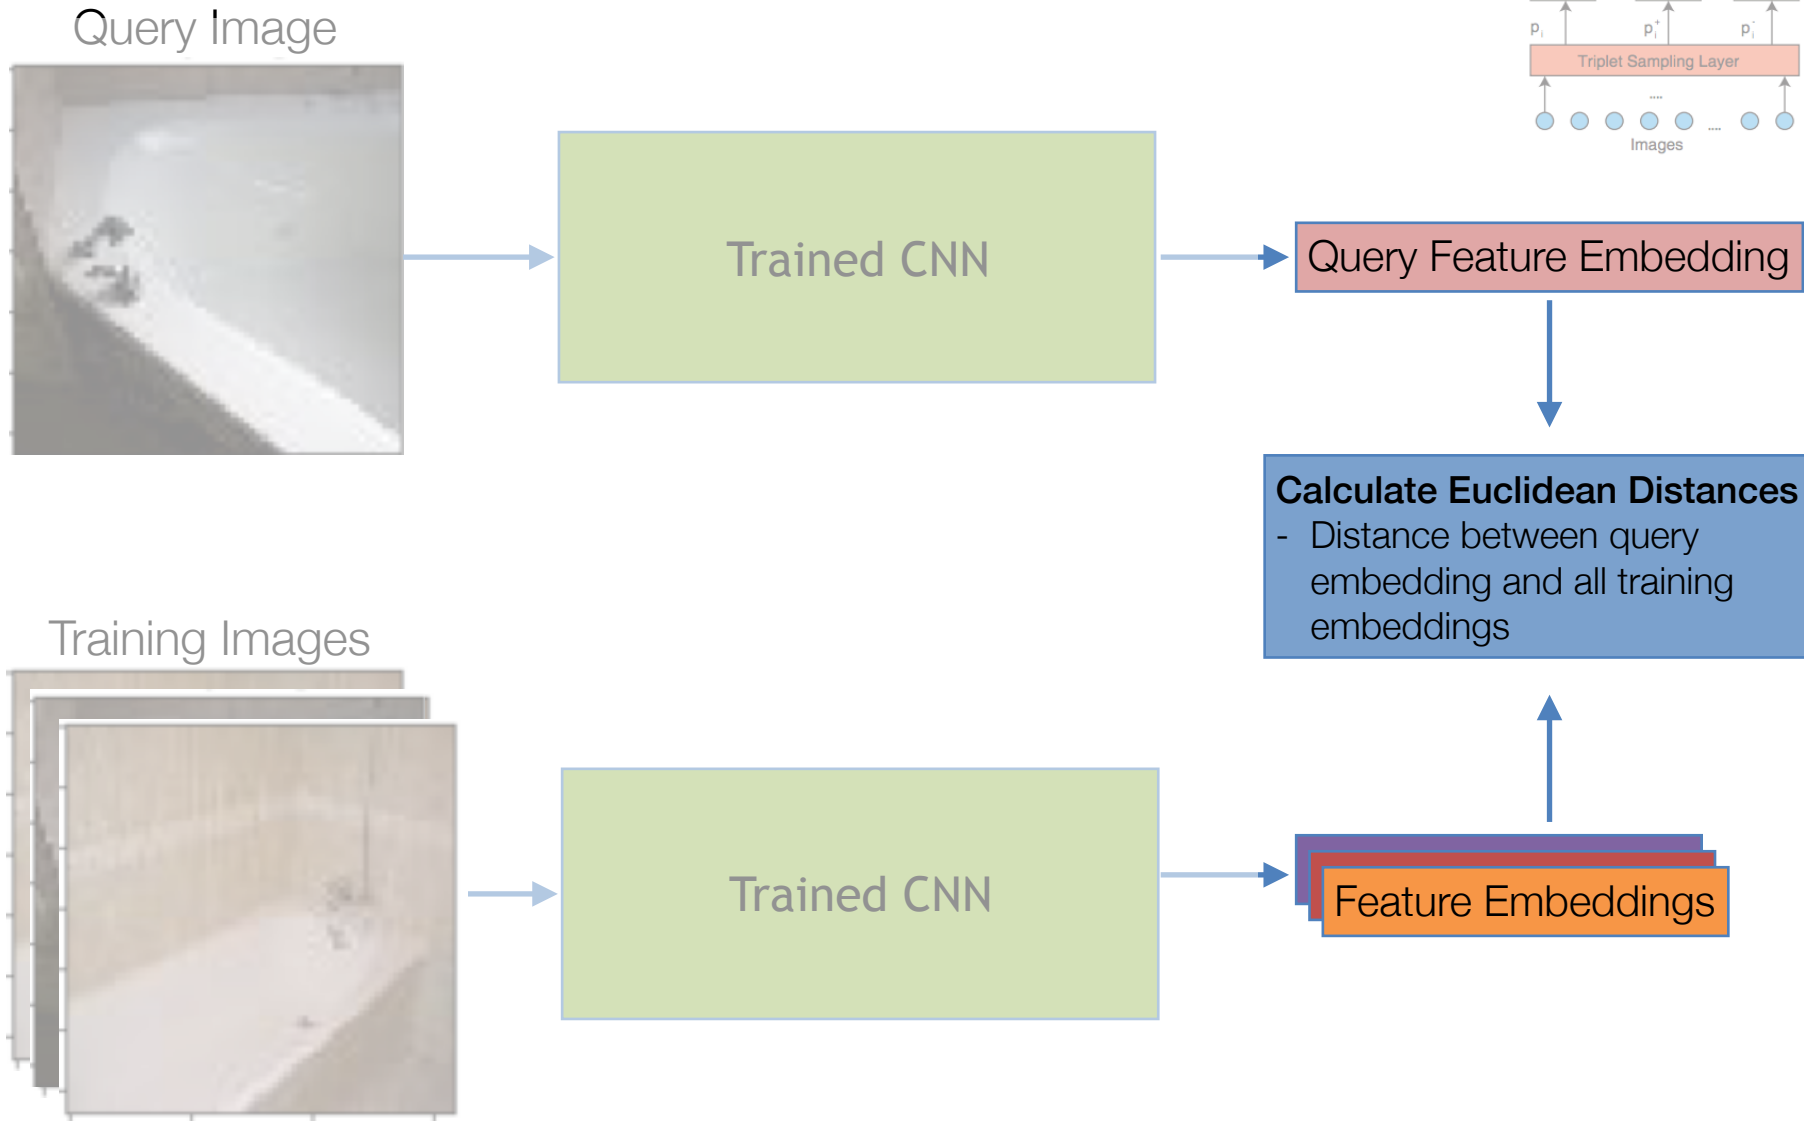 Query Image
p i
p i +
p i -
Triplet Sampling Layer
....
....
Images
Trained CNN
Query Feature Embedding
Calculate Euclidean Distances
- Distance between query
embedding and all training
embeddings
Training Images
Trained CNN
Feature Embeddings